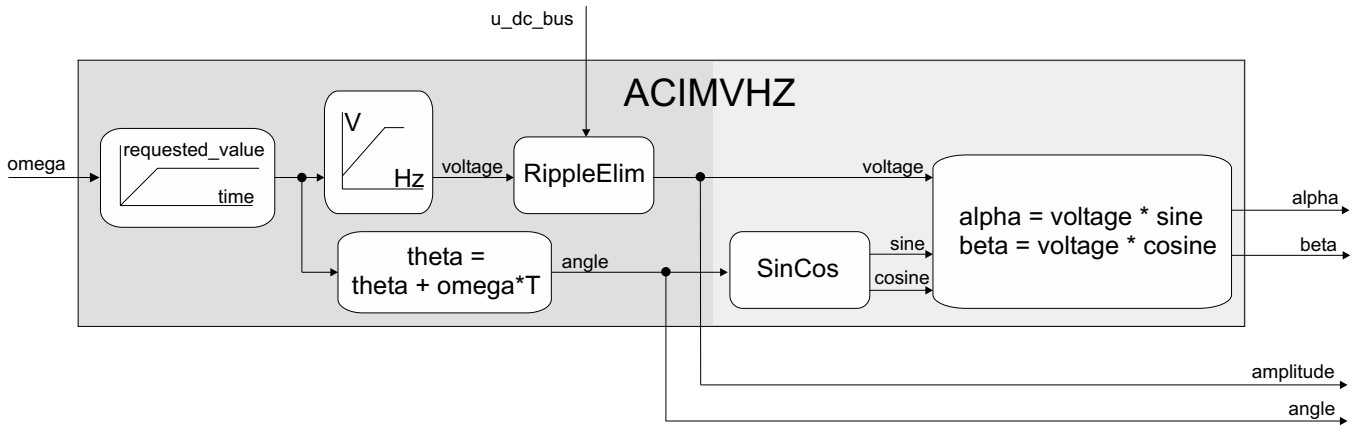 u_dc_bus
ACIMVHZ
omega
requested_value
time
V
Hz
voltage
RippleElim
voltage
alpha = voltage * sine
beta = voltage * cosine
alpha
beta
theta =
theta + omega*T
angle
SinCos
sine
cosine
amplitude
angle